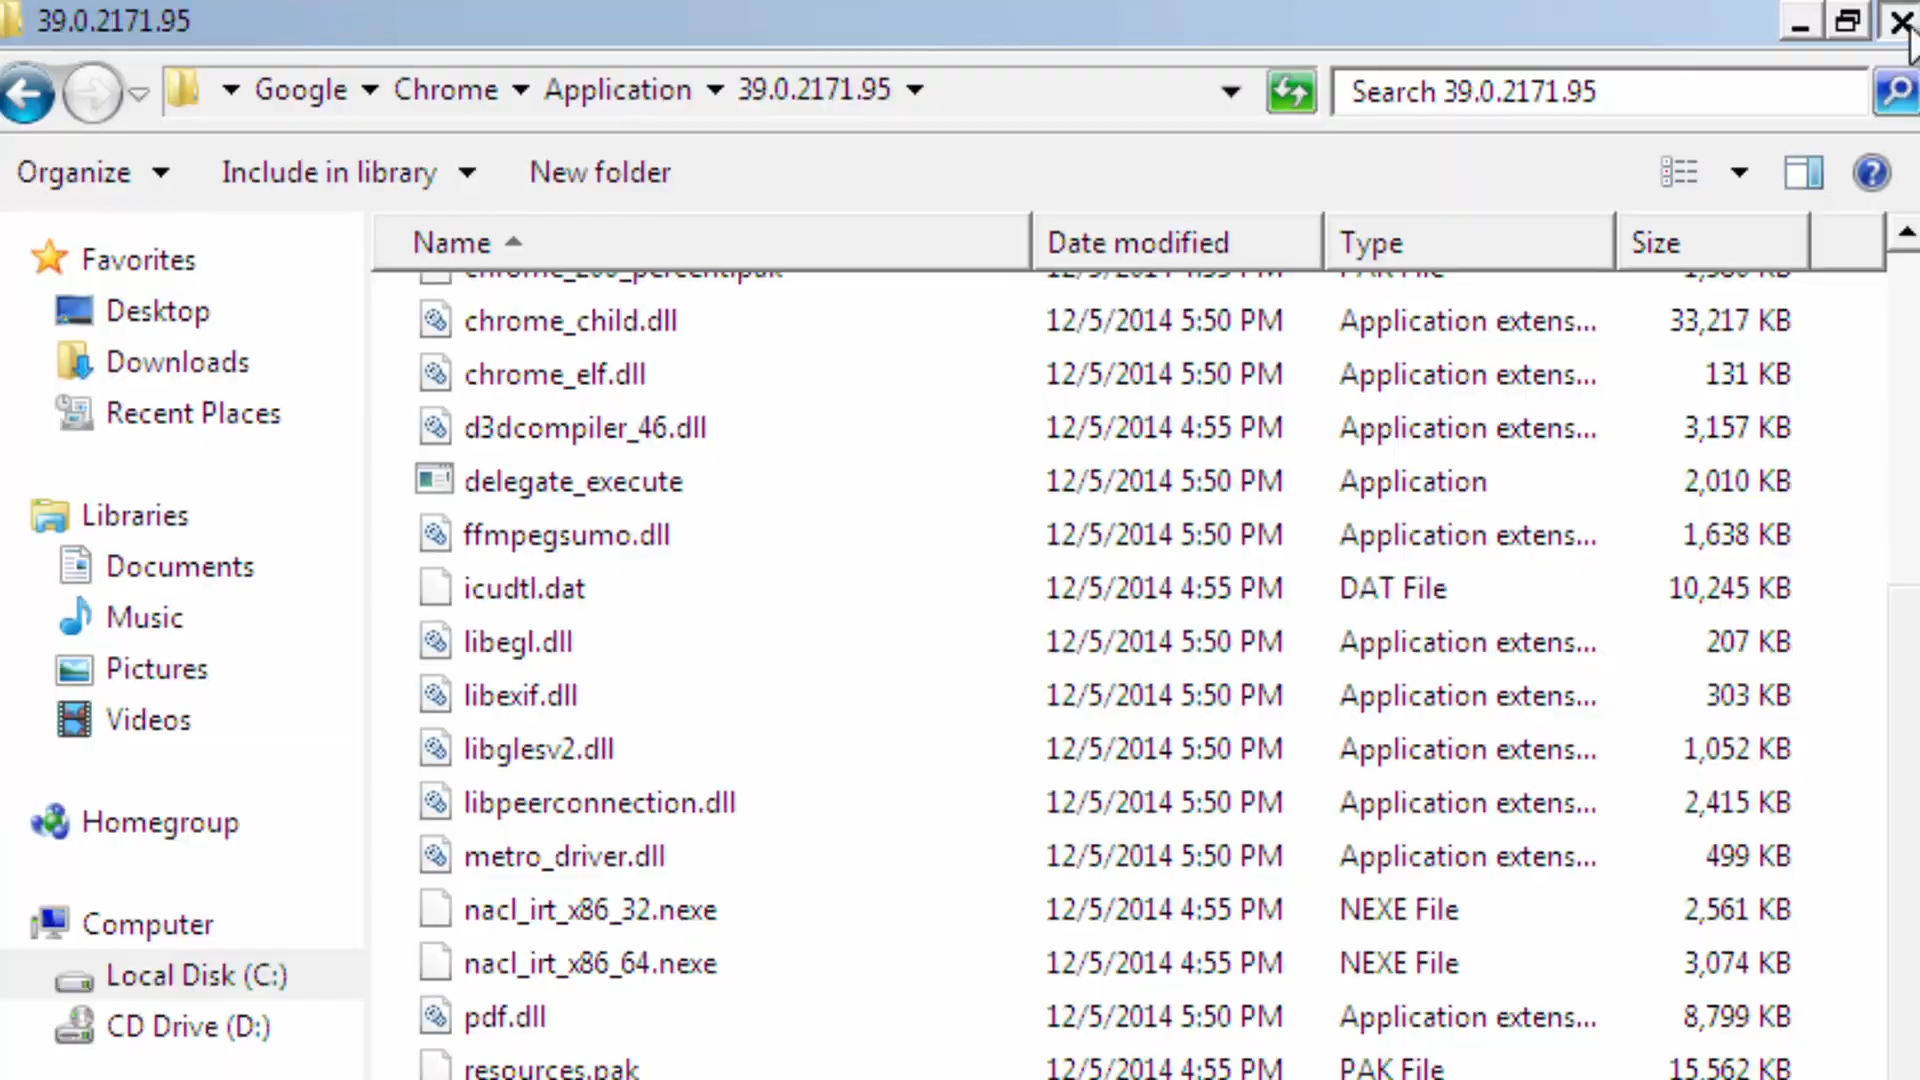 39.0.2171.95
Google Chrome Application 39.0.2171.95 Search 39.0.2171.95
Organize Include in library New folder
Name Date modified Type Size
Favorites
Desktop
Downloads
Recent Places
Libraries
Documents
Music
Pictures
Videos
Homegroup
Computer
Local Disk (C:)
CD Drive (D:)
chrome_child.dll 12/5/2014 5:50 PM Application extens... 33,217 KB
chrome_elf.dll 12/5/2014 5:50 PM Application extens... 131 KB
d3dcompiler_46.dll 12/5/2014 4:55 PM Application extens... 3,157 KB
delegate_execute 12/5/2014 5:50 PM Application 2,010 KB
ffmpegsumo.dll 12/5/2014 5:50 PM Application extens... 1,638 KB
icudtl.dat 12/5/2014 4:55 PM DAT File 10,245 KB
libegl.dll 12/5/2014 5:50 PM Application extens... 207 KB
libexif.dll 12/5/2014 5:50 PM Application extens... 303 KB
libglesv2.dll 12/5/2014 5:50 PM Application extens... 1,052 KB
libpeerconnection.dll 12/5/2014 5:50 PM Application extens... 2,415 KB
metro_driver.dll 12/5/2014 5:50 PM Application extens... 499 KB
nacl_irt_x86_32.nexe 12/5/2014 4:55 PM NEXE File 2,561 KB
nacl_irt_x86_64.nexe 12/5/2014 4:55 PM NEXE File 3,074 KB
pdf.dll 12/5/2014 5:50 PM Application extens... 8,799 KB
resources.pak 12/5/2014 4:55 PM PAK File 15,562 KB